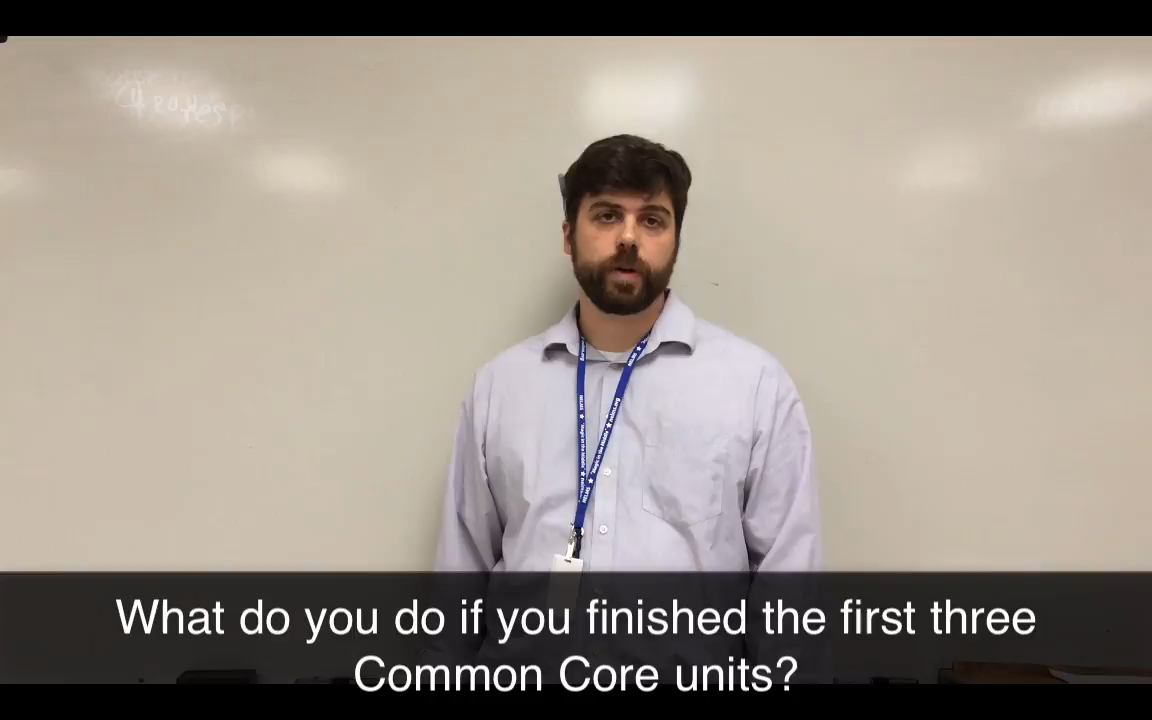 What do you do if you finished the first three
Common Core units?